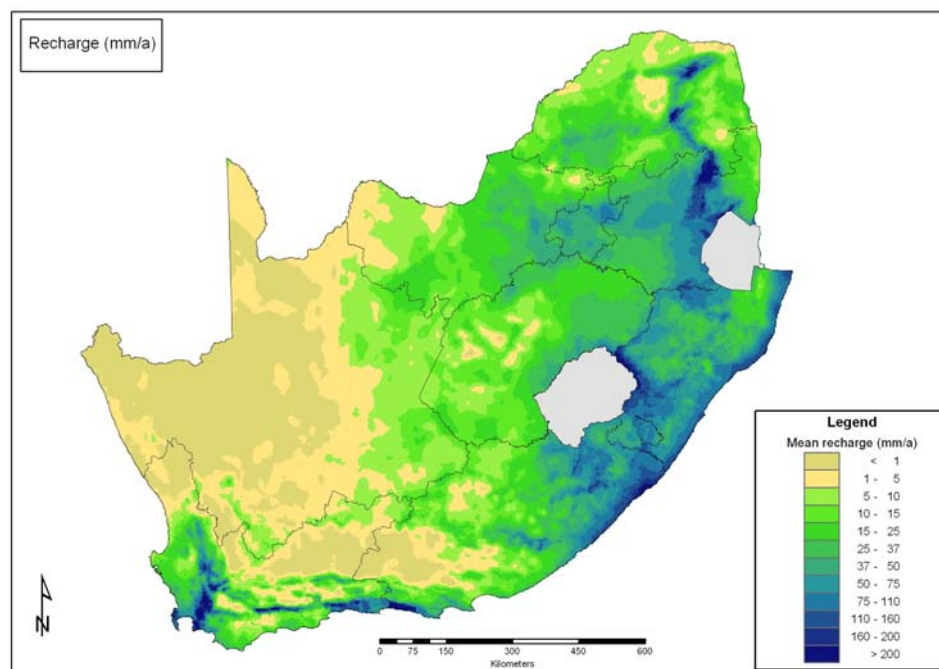 Recharge (mm/a)
Legend
Mean recharge (mm/a)
< 1
1 - 5
5 - 10
10 - 15
15 - 25
25 - 37
37 - 50
50 - 75
75 - 110
110 - 160
160 - 200
> 200
N
0 75 150 300 450 600
Kilometers